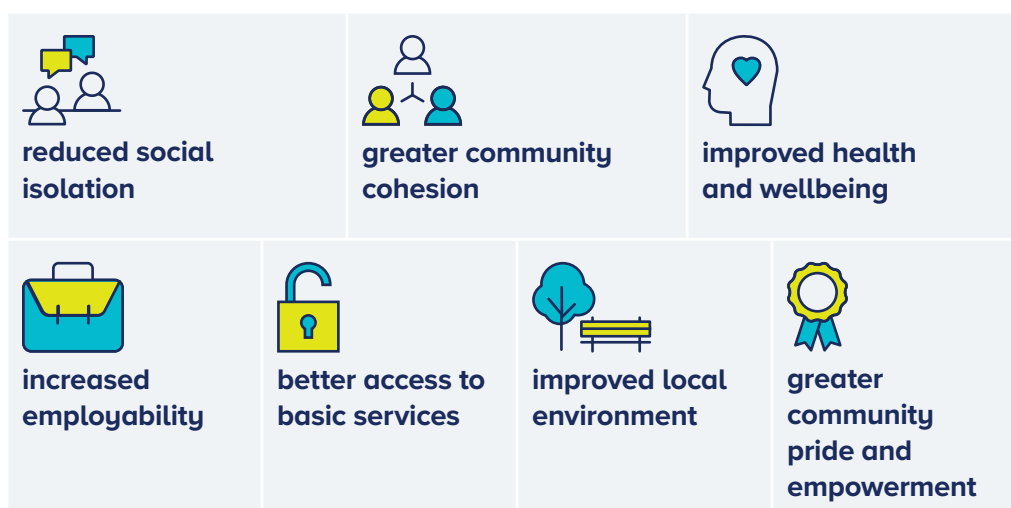 reduced social
isolation
greater community
cohesion
improved health
and wellbeing
increased
employability
better access to
basic services
improved local
environment
greater
community
pride and
empowerment